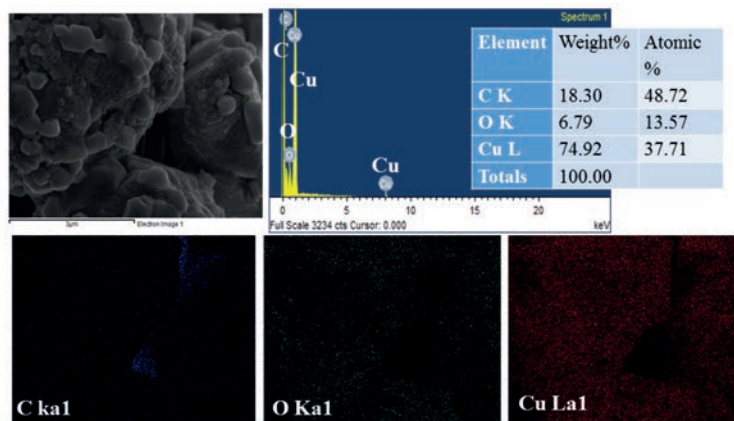 3µm
Electron Image 1
Spectrum 1
C
Cu
C
Cu
O
O
Cu
Cu
0 5 10 15 20
Full Scale 3234 cts Cursor: 0.000 keV
Element Weight% Atomic
%
C K 18.30 48.72
O K 6.79 13.57
Cu L 74.92 37.71
Totals 100.00
C ka1
O Ka1
Cu La1